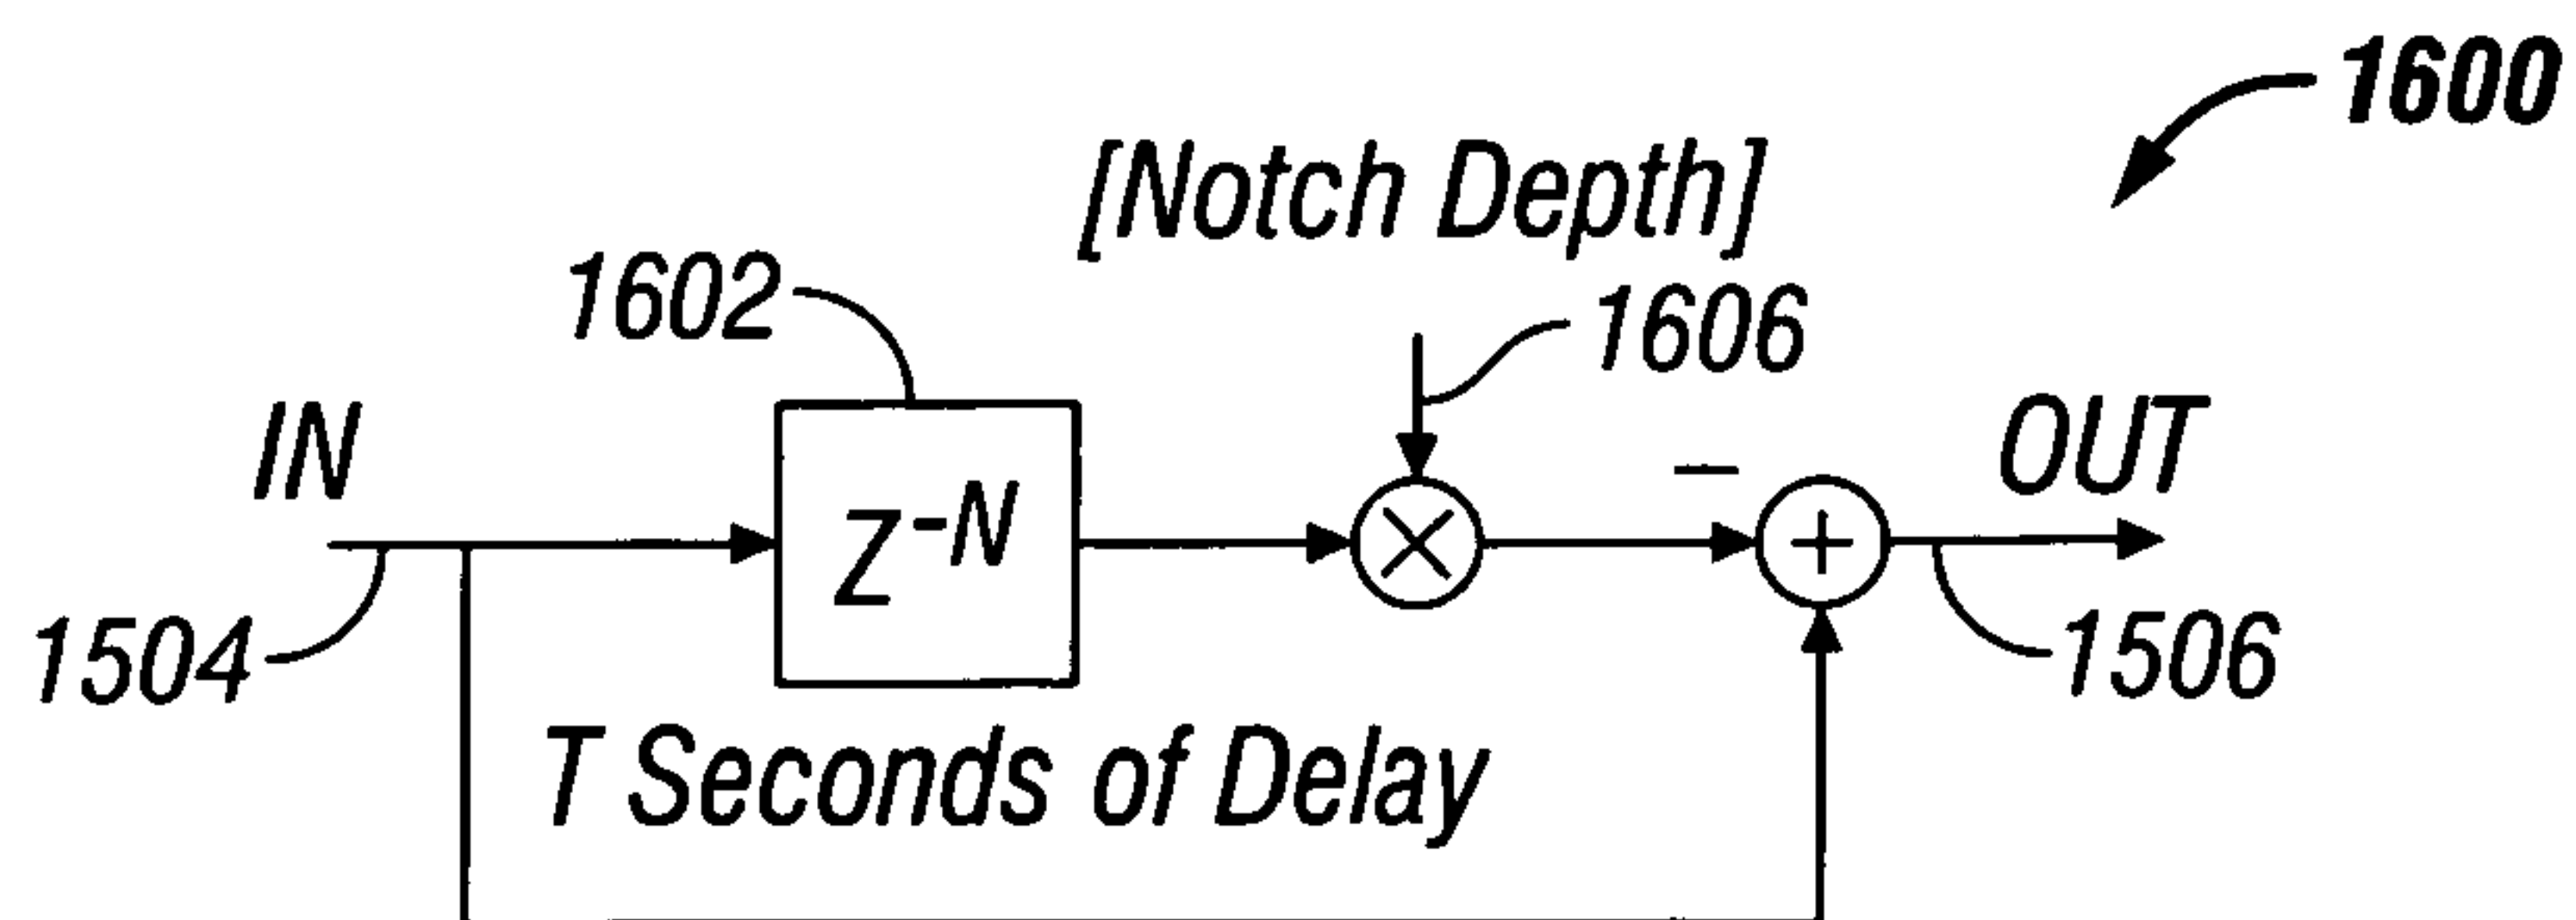 1600
[Notch Depth]
1602
1606
IN
OUT
Z-N
−
+
1504
1506
T Seconds of Delay